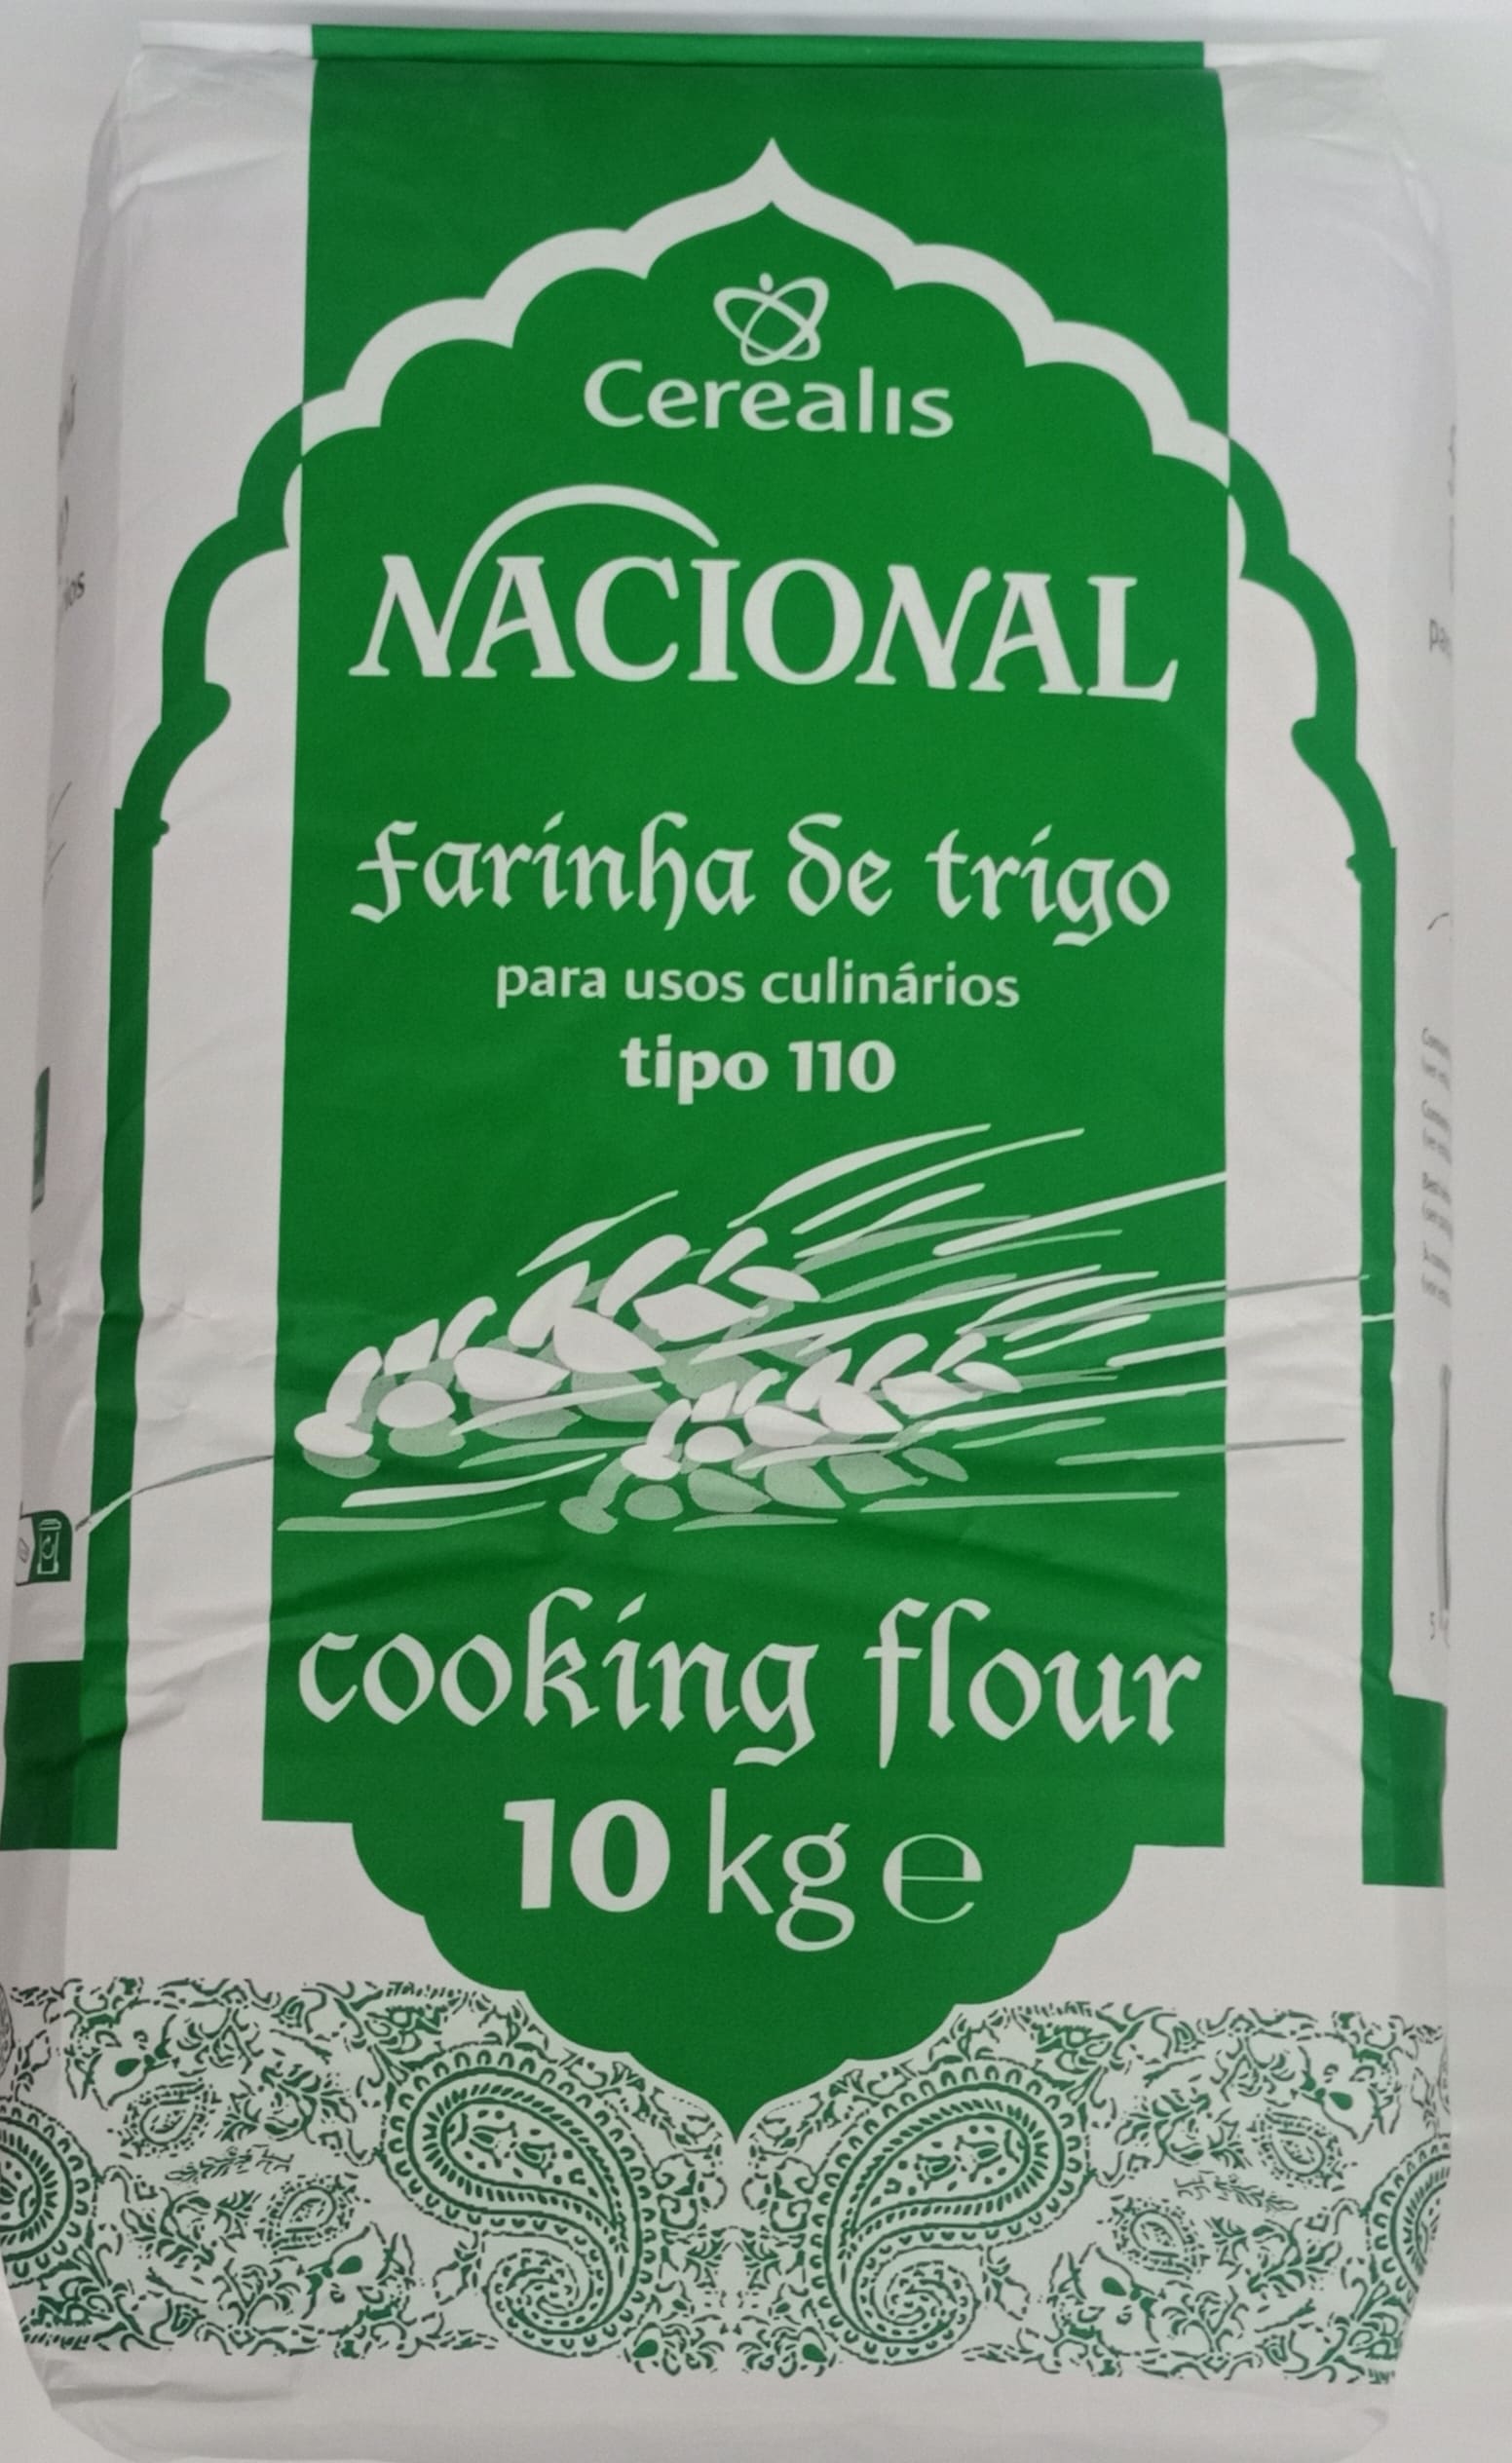 Cerealis
NACIONAL
farinha de trigo
para usos culinários
tipo 110
cooking flour
10 kg ℮